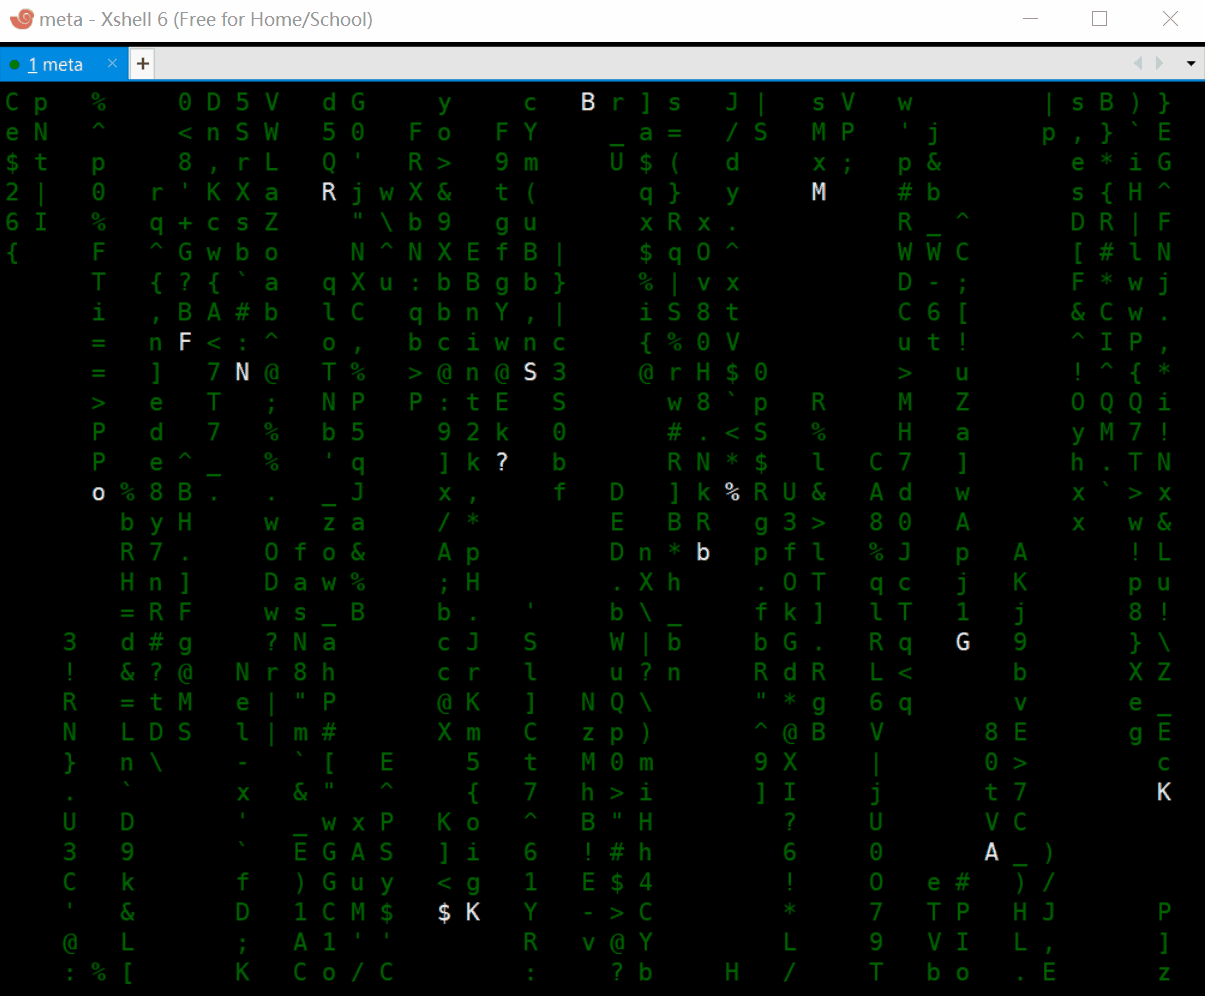 meta - Xshell 6 (Free for Home/School)
1 meta
C p % 0 D 5 V d G y c B r ] s J | s V w | s B ) }
e N ^ < n S W 5 0 F o F Y _ a = / S M P ' j p , } ` E
$ t p 8 , r L Q ' R > 9 m U $ ( d x ; p & e * i G
2 | 0 r ' K X a R j w X & t ( q } y M # b s { H ^
6 I % q + c s Z " \ b 9 g u x R x . R _ ^ D R | F
{ F ^ G w b o N ^ N X E f B | $ q O ^ W W C [ # l N
T { ? { ` a q X u : b B g b } % | v x D - ; F * w j
i , B A # b l C q b n Y , | i S 8 t C 6 [ & C w .
= n F < : ^ o , b c i w n c { % 0 V u t ! ^ I P ,
= ] 7 N @ T % > @ n @ S 3 @ r H $ 0 > u ! ^ { *
> e T ; N P P : t E S w 8 ` p R M Z O Q Q i
P d 7 % b 5 9 2 k 0 # . < S % H a y M 7 !
P e ^ _ % ' q ] k ? b R N * $ l C 7 ] h . T N
o % 8 B . . _ J x , f D ] k % R U & A d w x ` > x
b y H w z a / * E B R g 3 > 8 0 A x w &
R 7 . O f o & A p D n * b p f l % J p A ! L
H n ] D a w % ; H . X h . O T q c j K p u
= R F w s _ B b . ' b \ _ f k ] l T 1 j 8 !
3 d # g ? N a c J S W | b b G . R q G 9 } \
! & ? @ N r 8 h c r l u ? n R d R L < b X Z
R = t M e | " P @ K ] N Q \ " * g 6 q v e _
N L D S l | m # X m C z p ) ^ @ B V 8 E g E
} n \ - ` [ E 5 t M 0 m 9 X | 0 > c
. ` x & " ^ { 7 h > i ] I j t 7 K
U D ' _ w x P K o ^ B " H ? U V C
3 9 ` E G A S ] i 6 ! # h 6 0 A _ )
C k f ) G u y < g 1 E $ 4 ! O e # ) /
' & D 1 C M $ $ K Y - > C * 7 T P H J P
@ L ; A 1 ' ' R v @ Y L 9 V I L , ]
: % [ K C o / C : ? b H / T b o . E z